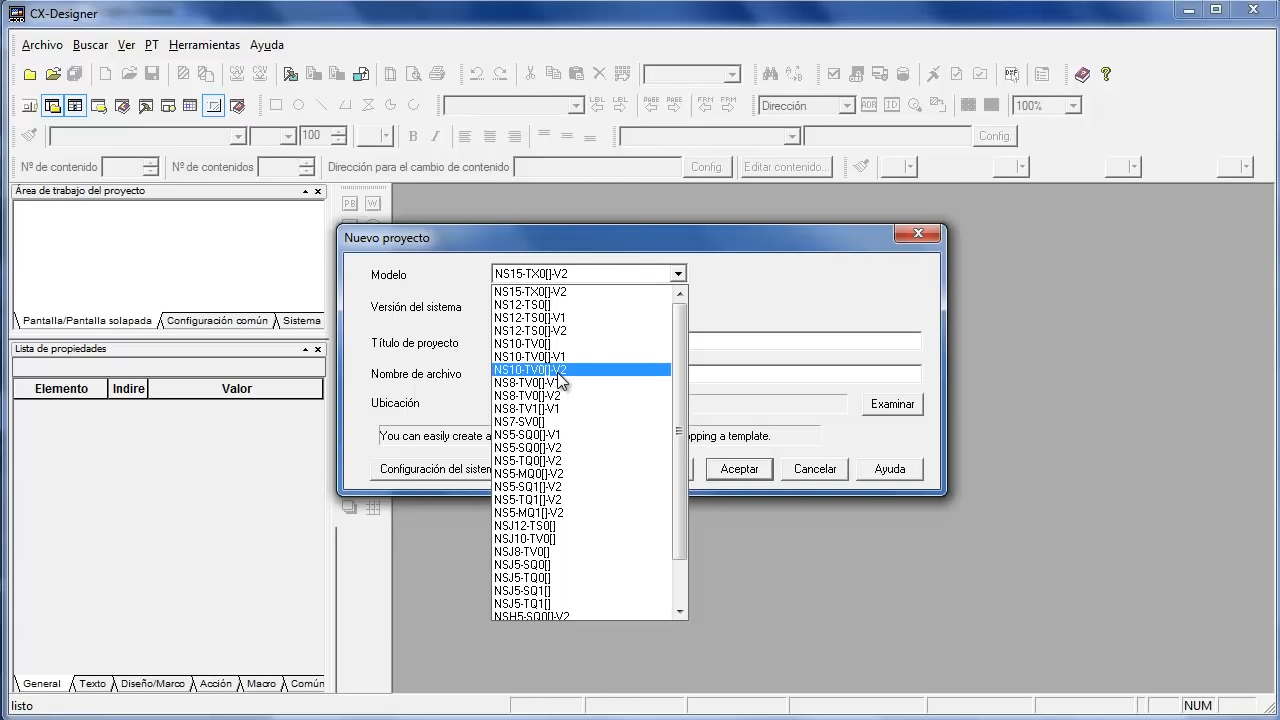 CX-Designer
Archivo Buscar Ver PT Herramientas Ayuda
Dirección
100%
100
B I
Config.
Nº de contenido
Nº de contenidos
Dirección para el cambio de contenido
Config.
Editar contenido...
Área de trabajo del proyecto
Pantalla/Pantalla solapada
Configuración común
Sistema
Lista de propiedades
Elemento Indire Valor
General Texto Diseño/Marco Acción Macro Común
listo
NUM
PB W
Nuevo proyecto
Modelo
NS15-TX0[]-V2
Versión del sistema
Título de proyecto
Nombre de archivo
Ubicación
Examinar
You can easily create a
pping a template.
Configuración del sistem
Aceptar
Cancelar
Ayuda
NS15-TX0[]-V2
NS12-TS0[]
NS12-TS0[]-V1
NS12-TS0[]-V2
NS10-TV0[]
NS10-TV0[]-V1
NS10-TV0[]-V2
NS8-TV0[]-V1
NS8-TV0[]-V2
NS8-TV1[]-V1
NS7-SV0[]
NS5-SQ0[]-V1
NS5-SQ0[]-V2
NS5-TQ0[]-V2
NS5-MQ0[]-V2
NS5-SQ1[]-V2
NS5-TQ1[]-V2
NS5-MQ1[]-V2
NSJ12-TS0[]
NSJ10-TV0[]
NSJ8-TV0[]
NSJ5-SQ0[]
NSJ5-TQ0[]
NSJ5-SQ1[]
NSJ5-TQ1[]
NSH5-SQ0[]-V2